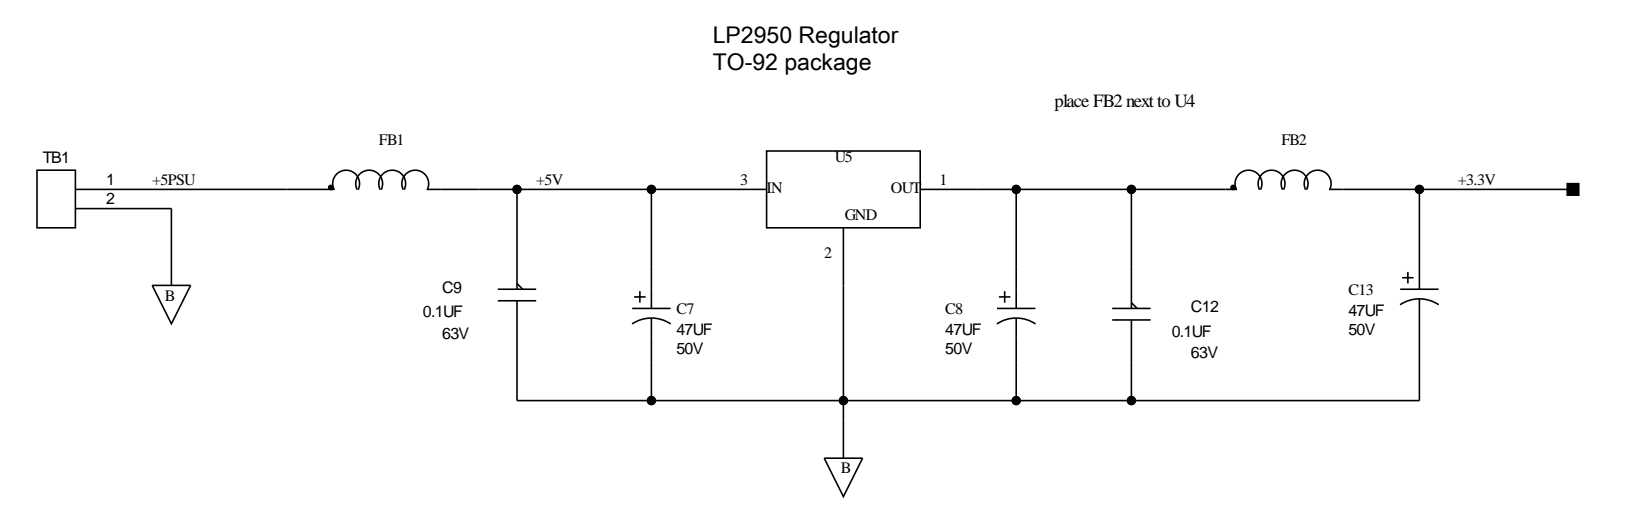 LP2950 Regulator
TO-92 package
place FB2 next to U4
FB1
FB2
TB1
U5
1
+5PSU
+5V
3
IN
OUT
1
+3.3V
2
GND
2
C9
0.1UF
63V
+
C7
47UF
50V
+
C8
47UF
50V
C12
0.1UF
63V
+
C13
47UF
50V
B
B